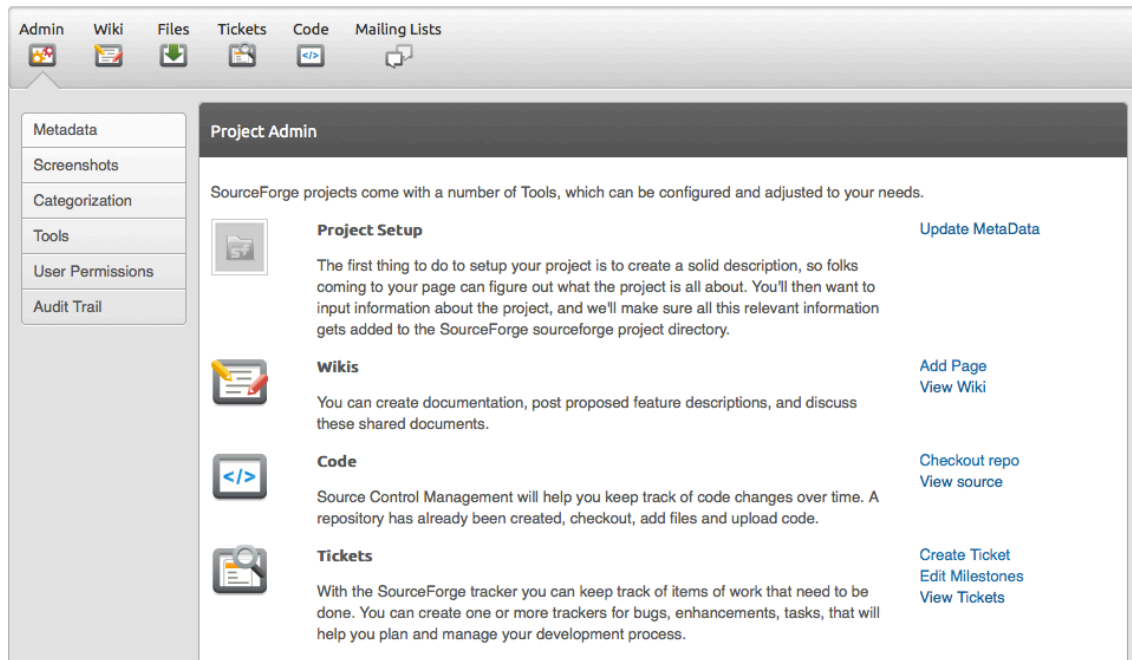 Admin Wiki Files Tickets Code Mailing Lists
</>
Metadata
Screenshots
Categorization
Tools
User Permissions
Audit Trail
Project Admin
SourceForge projects come with a number of Tools, which can be configured and adjusted to your needs.
sf
Project Setup
Update MetaData
The first thing to do to setup your project is to create a solid description, so folks
coming to your page can figure out what the project is all about. You'll then want to
input information about the project, and we'll make sure all this relevant information
gets added to the SourceForge sourceforge project directory.
Wikis
Add Page
View Wiki
You can create documentation, post proposed feature descriptions, and discuss
these shared documents.
</>
Code
Checkout repo
View source
Source Control Management will help you keep track of code changes over time. A
repository has already been created, checkout, add files and upload code.
Tickets
Create Ticket
Edit Milestones
View Tickets
With the SourceForge tracker you can keep track of items of work that need to be
done. You can create one or more trackers for bugs, enhancements, tasks, that will
help you plan and manage your development process.